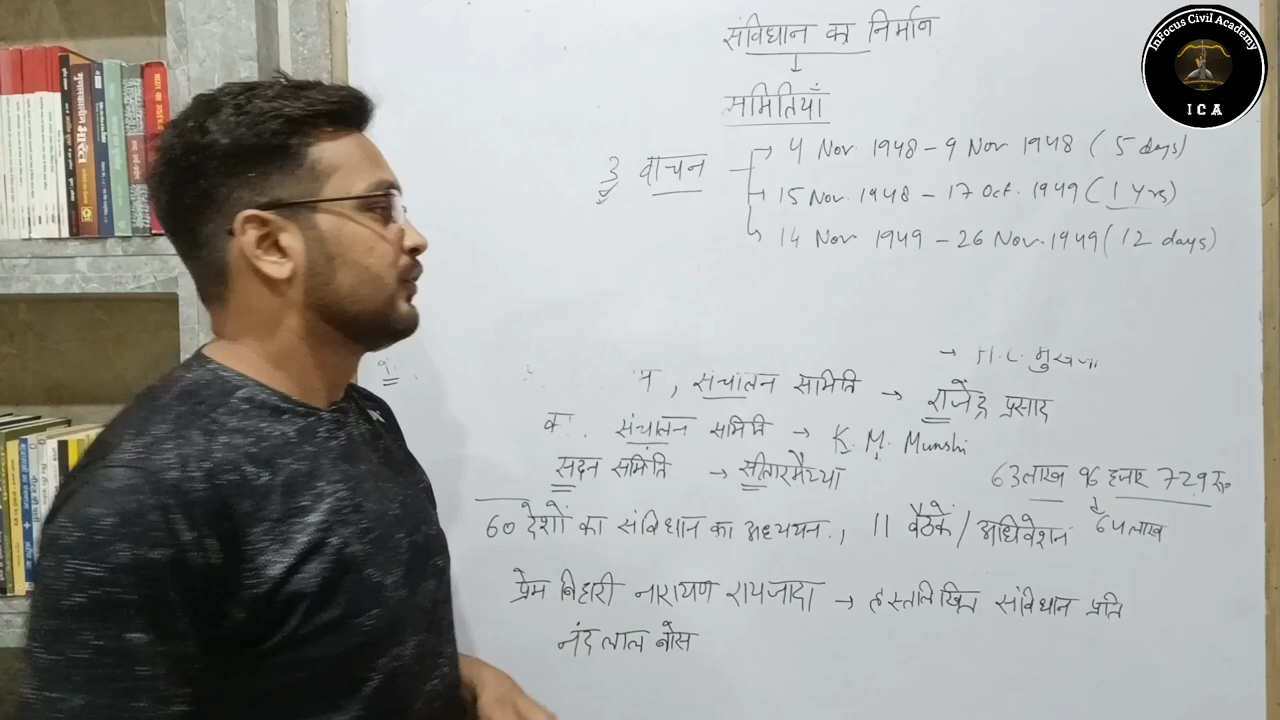 InFocus Civil Academy
ICA
संविधान का निर्माण
↓
समितियाँ
3 वाचन
→ 4 Nov. 1948 – 9 Nov 1948 ( 5 days)
→ 15 Nov. 1948 – 17 Oct. 1949 ( 1 yrs)
→ 14 Nov 1949 – 26 Nov. 1949 ( 12 days)
→ H.C. मुखर्जी
, संचालन समिति → राजेंद्र प्रसाद
संचालन समिति → K. M. Munshi
सदन समिति → सीतारमैय्या
63 लाख 96 हजार 729 रु॰
↓ 64 लाख
60 देशों का संविधान का अध्ययन., 11 बैठकें / अधिवेशन
प्रेम बिहारी नारायण रायजादा → हस्तलिखित संविधान प्रति
नंद लाल बोस